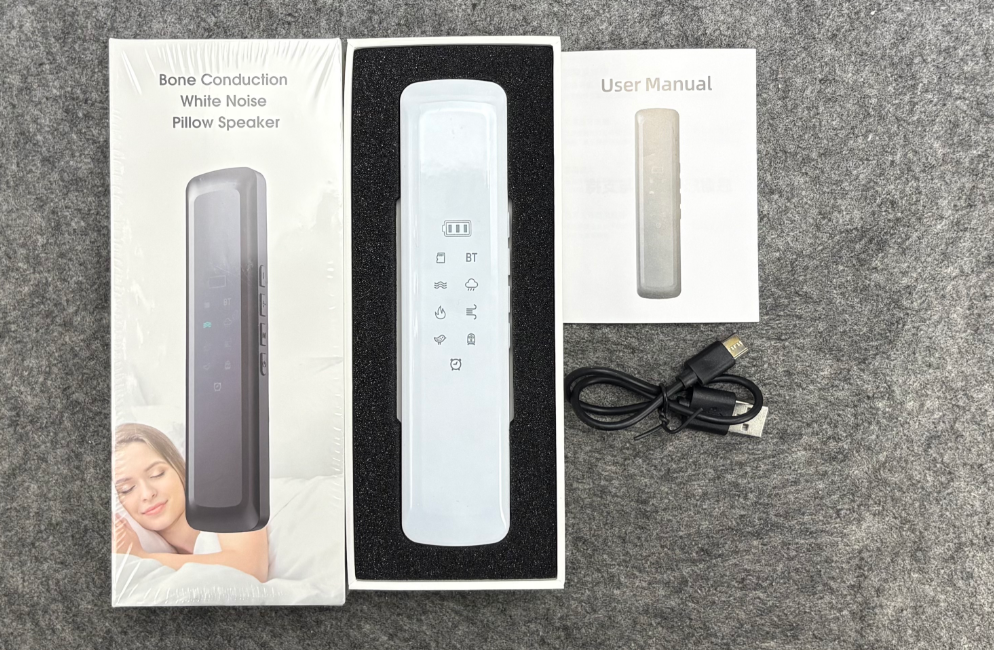 Bone Conduction
White Noise
Pillow Speaker
BT
BT
User Manual